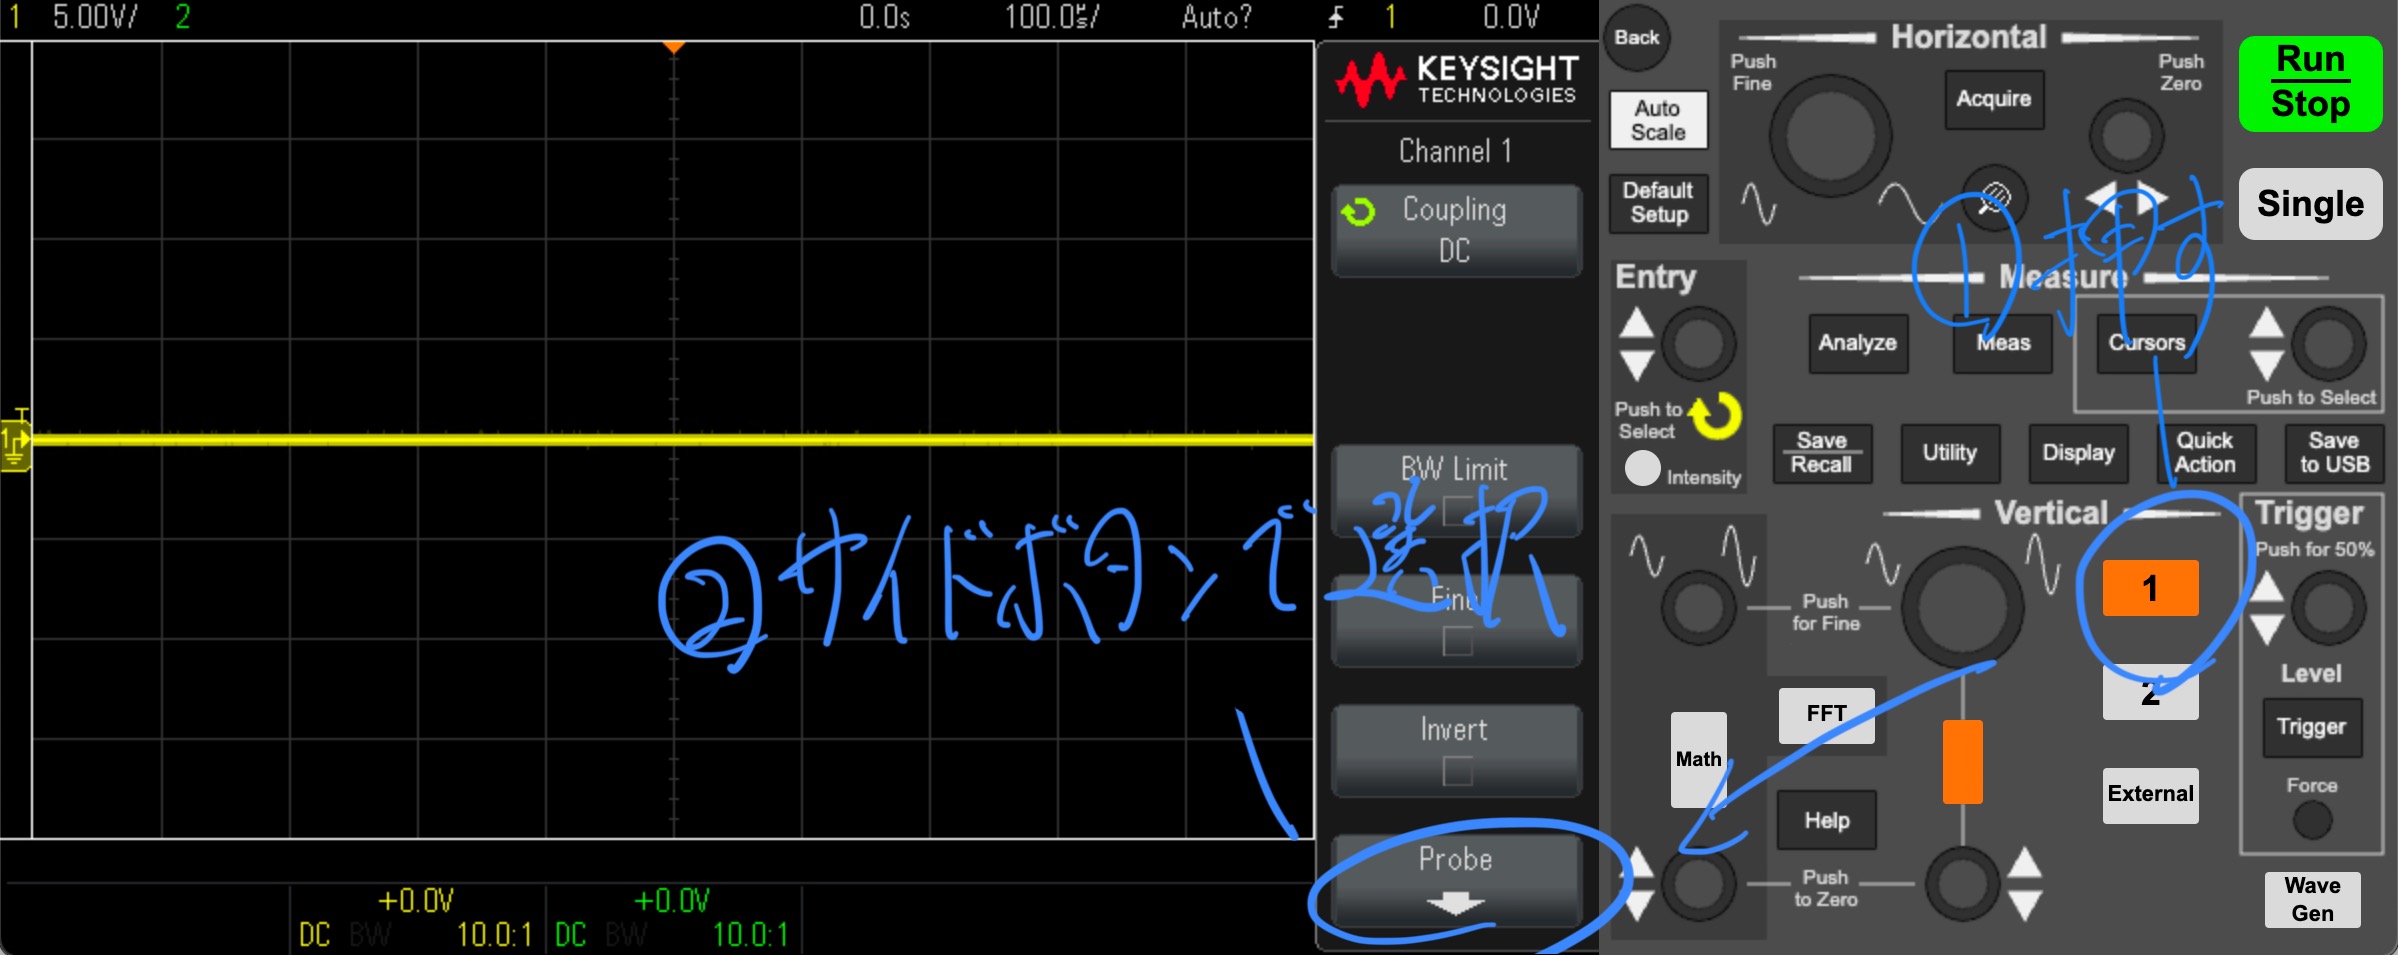 1 5.00V/ 2 0.0s 100.0㎲/ Auto? 1 0.0V
KEYSIGHT
TECHNOLOGIES
Channel 1
Coupling
DC
BW Limit
Fine
Invert
Probe
T
1
②サイドボタンで選択
+0.0V
DC BW 10.0:1
+0.0V
DC BW 10.0:1
Back
Auto
Scale
Default
Setup
Horizontal
Push
Fine
Acquire
Push
Zero
Run
Stop
Single
①押す
Entry
Push to
Select
Intensity
Measure
Analyze
Meas
Cursors
Push to Select
Save
Recall
Utility
Display
Quick
Action
Save
to USB
Vertical
Push
for Fine
1
2
External
FFT
Math
Help
Push
to Zero
Trigger
Push for 50%
Level
Trigger
Force
Wave
Gen